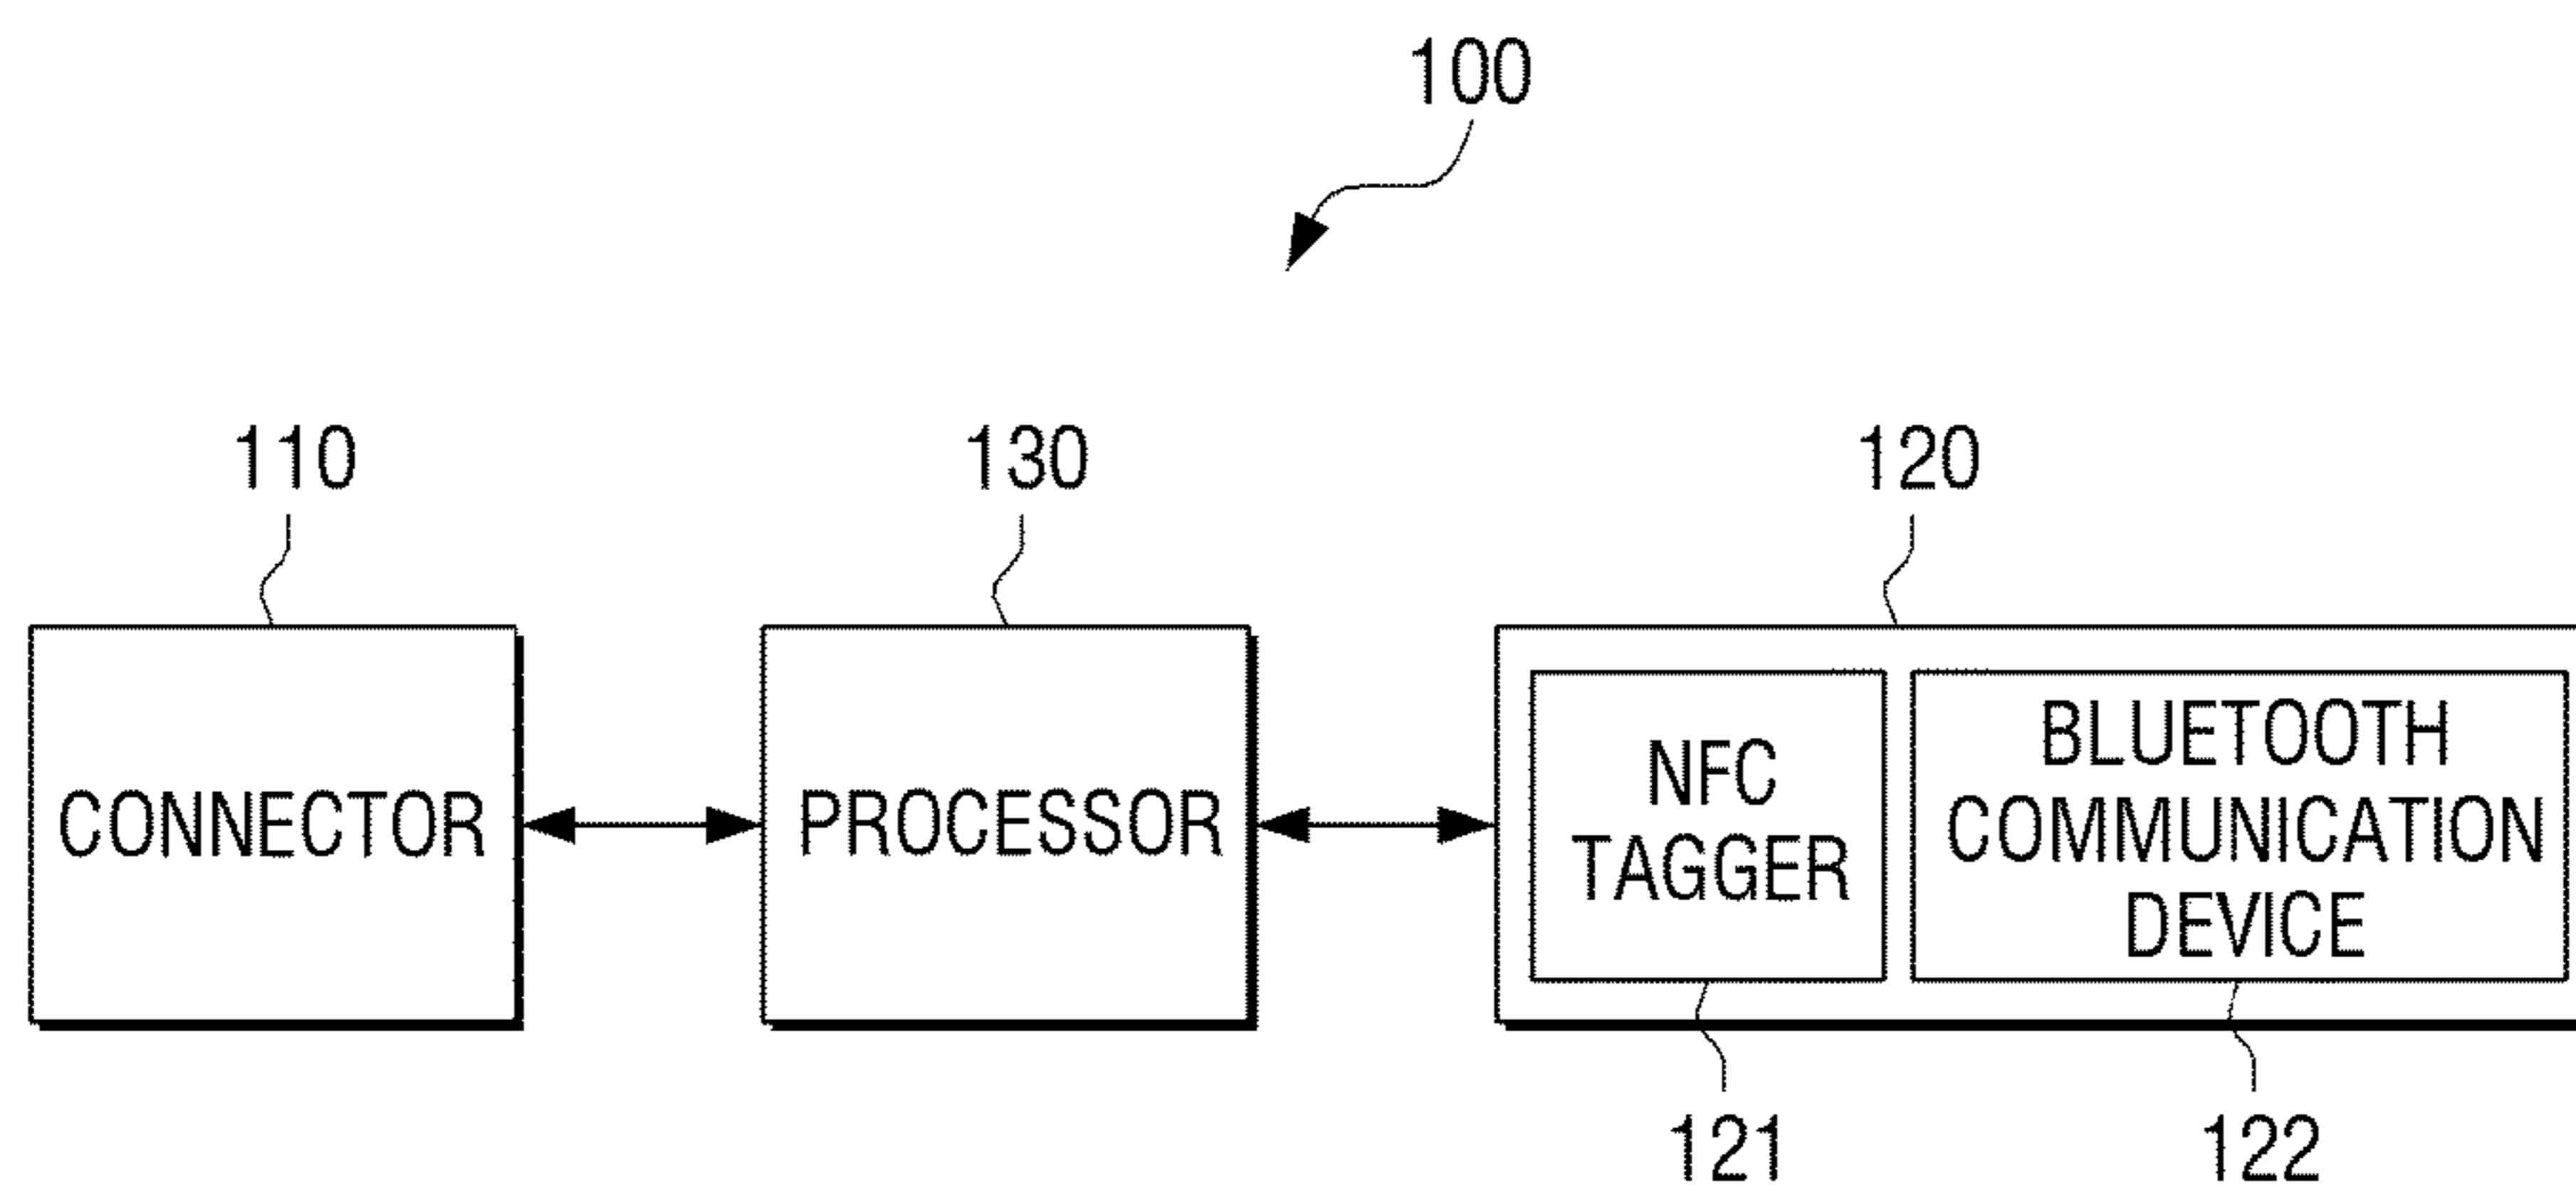 100
110
130
120
CONNECTOR
PROCESSOR
NFC
TAGGER
BLUETOOTH
COMMUNICATION
DEVICE
121
122